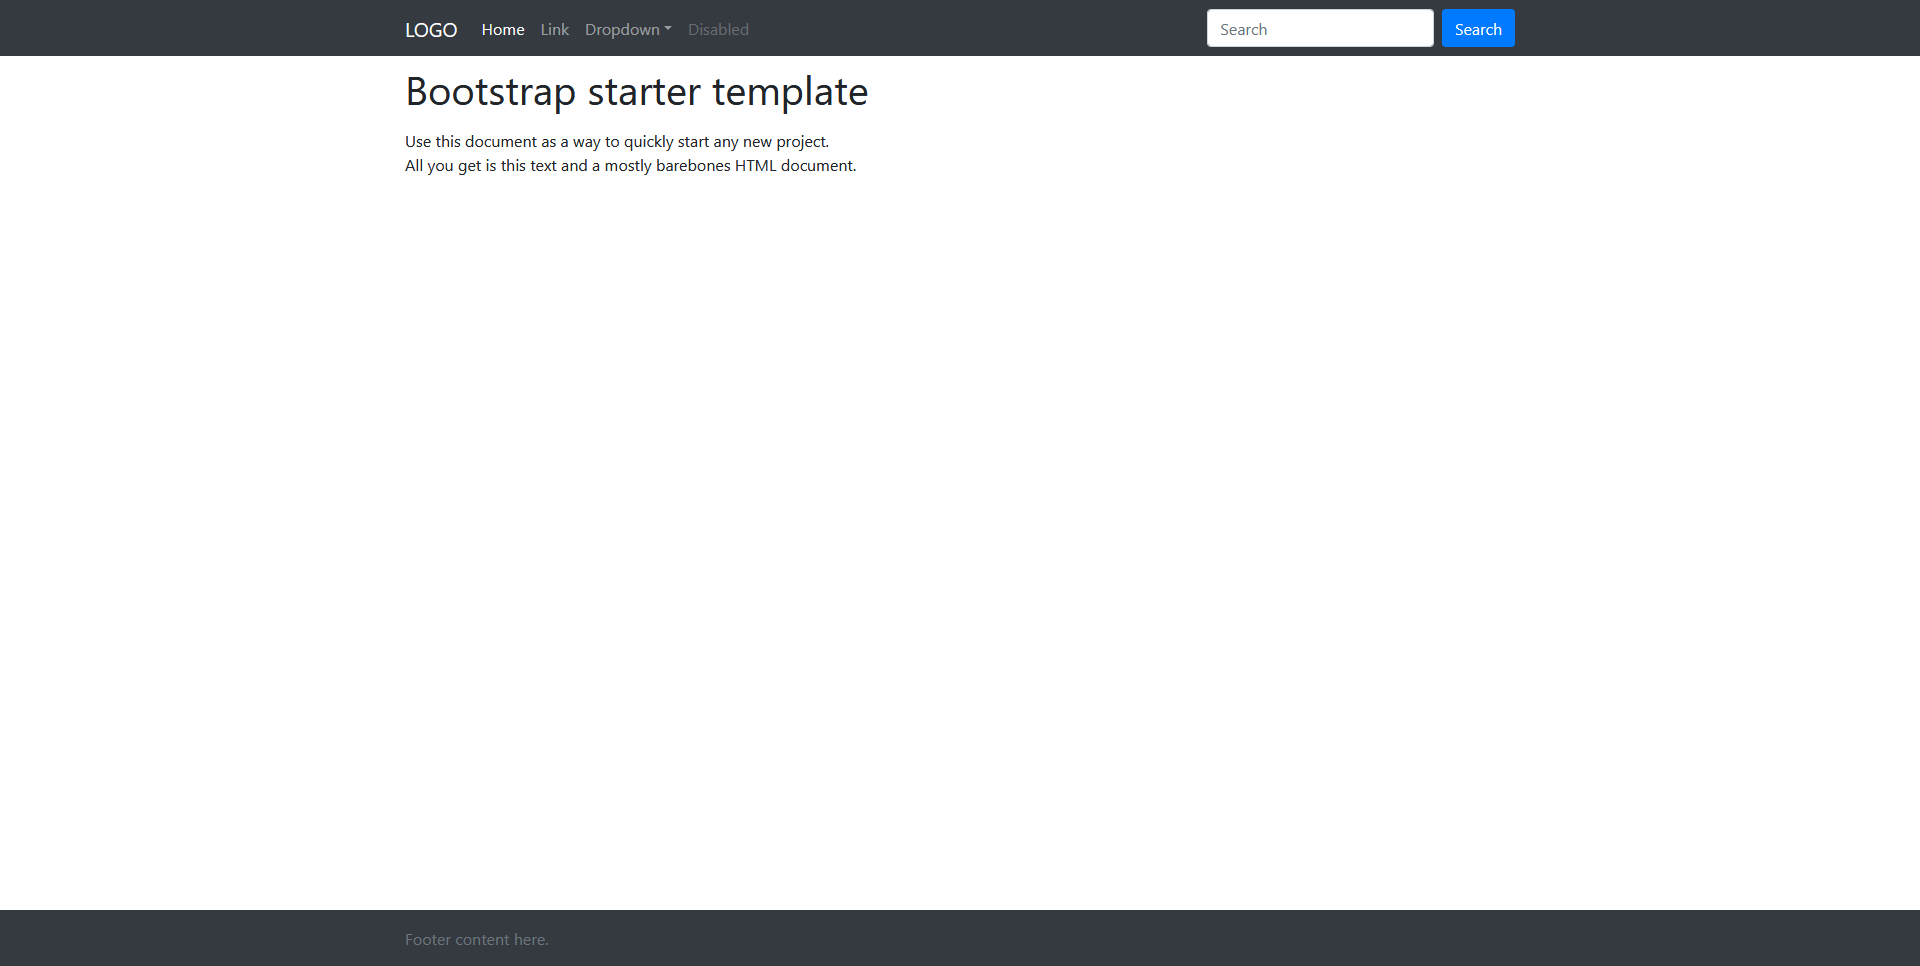 LOGO Home Link Dropdown Disabled Search Search
Bootstrap starter template
Use this document as a way to quickly start any new project.
All you get is this text and a mostly barebones HTML document.
Footer content here.